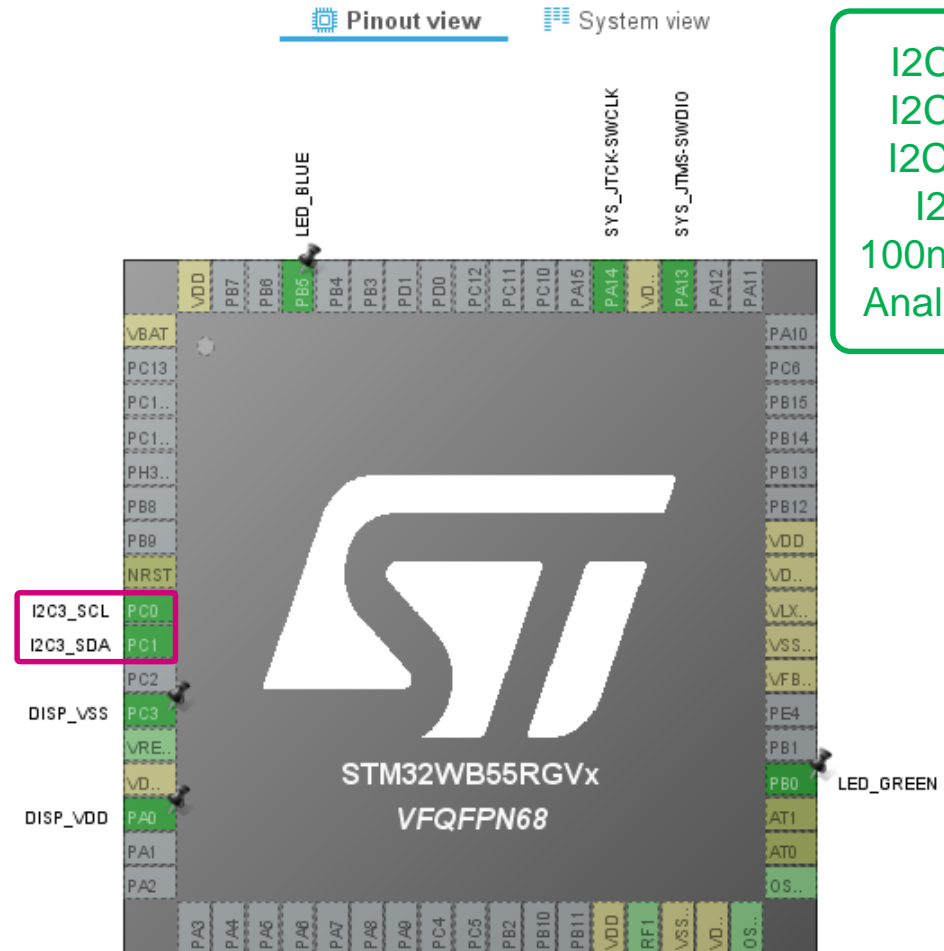 Pinout view
System view
I2C
I2C
I2C
I2
100n
Anal
LED_BLUE
SYS_JTCK-SWCLK
SYS_JTMS-SWDIO
VDD
PB7
PB6
PB5
PB4
PB3
PD1
PD0
PC12
PC11
PC10
PA15
PA14
VD..
PA13
PA12
PA11
VBAT
PC13
PC1..
PC1..
PH3..
PB8
PB9
NRST
I2C3_SCL PC0
I2C3_SDA PC1
PC2
DISP_VSS PC3
VRE..
VD..
DISP_VDD PA0
PA1
PA2
ST
STM32WB55RGVx
VFQFPN68
PA10
PC6
PB15
PB14
PB13
PB12
VDD
VD..
VLX..
VSS..
VFB..
PE4
PB1
PB0 LED_GREEN
AT1
AT0
OS..
PA3
PA4
PA5
PA6
PA7
PA8
PA9
PC4
PC5
PB2
PB10
PB11
VDD
RF1
VSS..
VD..
OS..